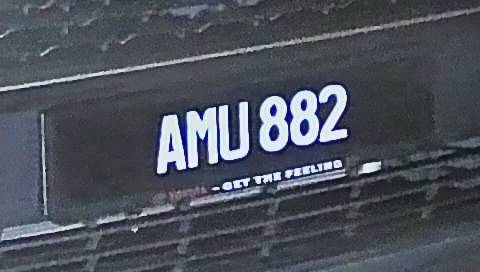 AMU 882
- GET THE FEELING